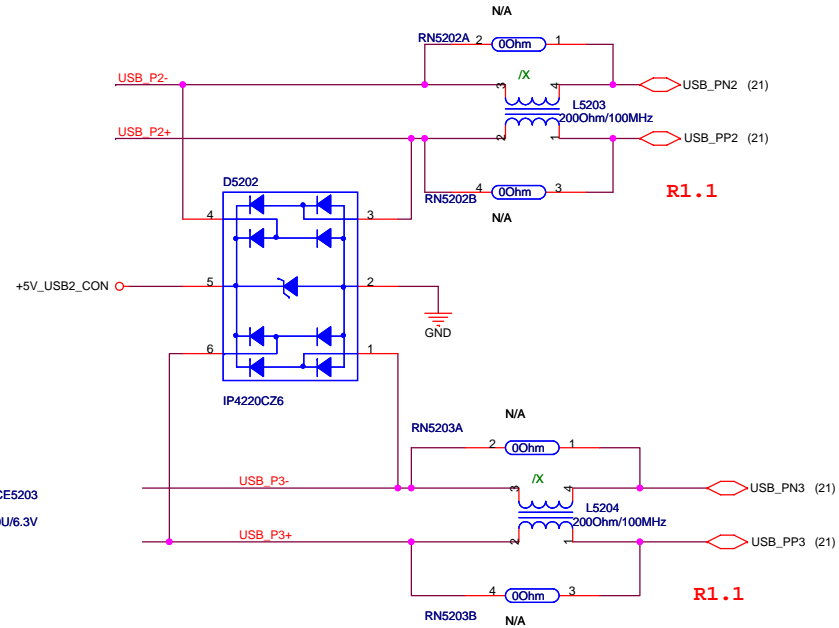 N/A
RN5202A 2 0Ohm 1
/X
USB_P2- 3 4 USB_PN2 (21)
L5203
200Ohm/100MHz
USB_P2+ 2 1 USB_PP2 (21)
D5202
RN5202B 4 0Ohm 3 R1.1
4 3 N/A
+5V_USB2_CON 5 2
GND
6 1
IP4220CZ6
N/A
RN5203A
2 0Ohm 1
/X
USB_P3- 3 4 USB_PN3 (21)
CE5203
L5204
0U/6.3V 200Ohm/100MHz
USB_P3+ 2 1 USB_PP3 (21)
4 0Ohm 3 R1.1
RN5203B N/A